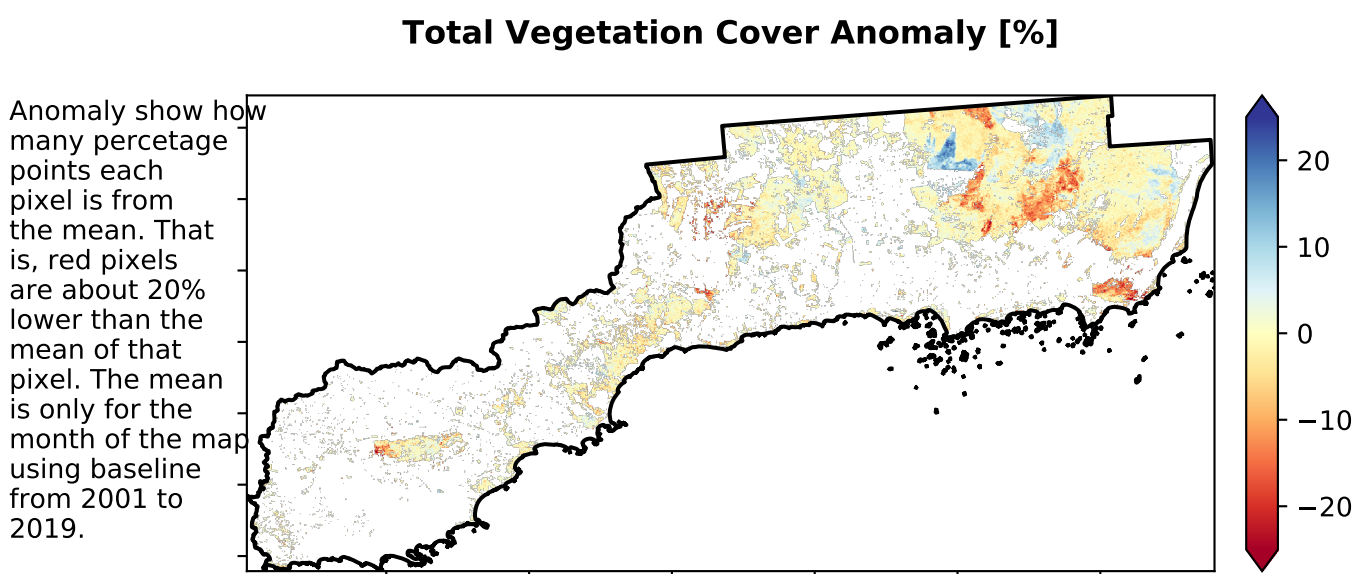 Total Vegetation Cover Anomaly [%]
Anomaly show how
many percetage
points each
pixel is from
the mean. That
is, red pixels
are about 20%
lower than the
mean of that
pixel. The mean
is only for the
month of the map
using baseline
from 2001 to
2019.
20
10
0
−10
−20